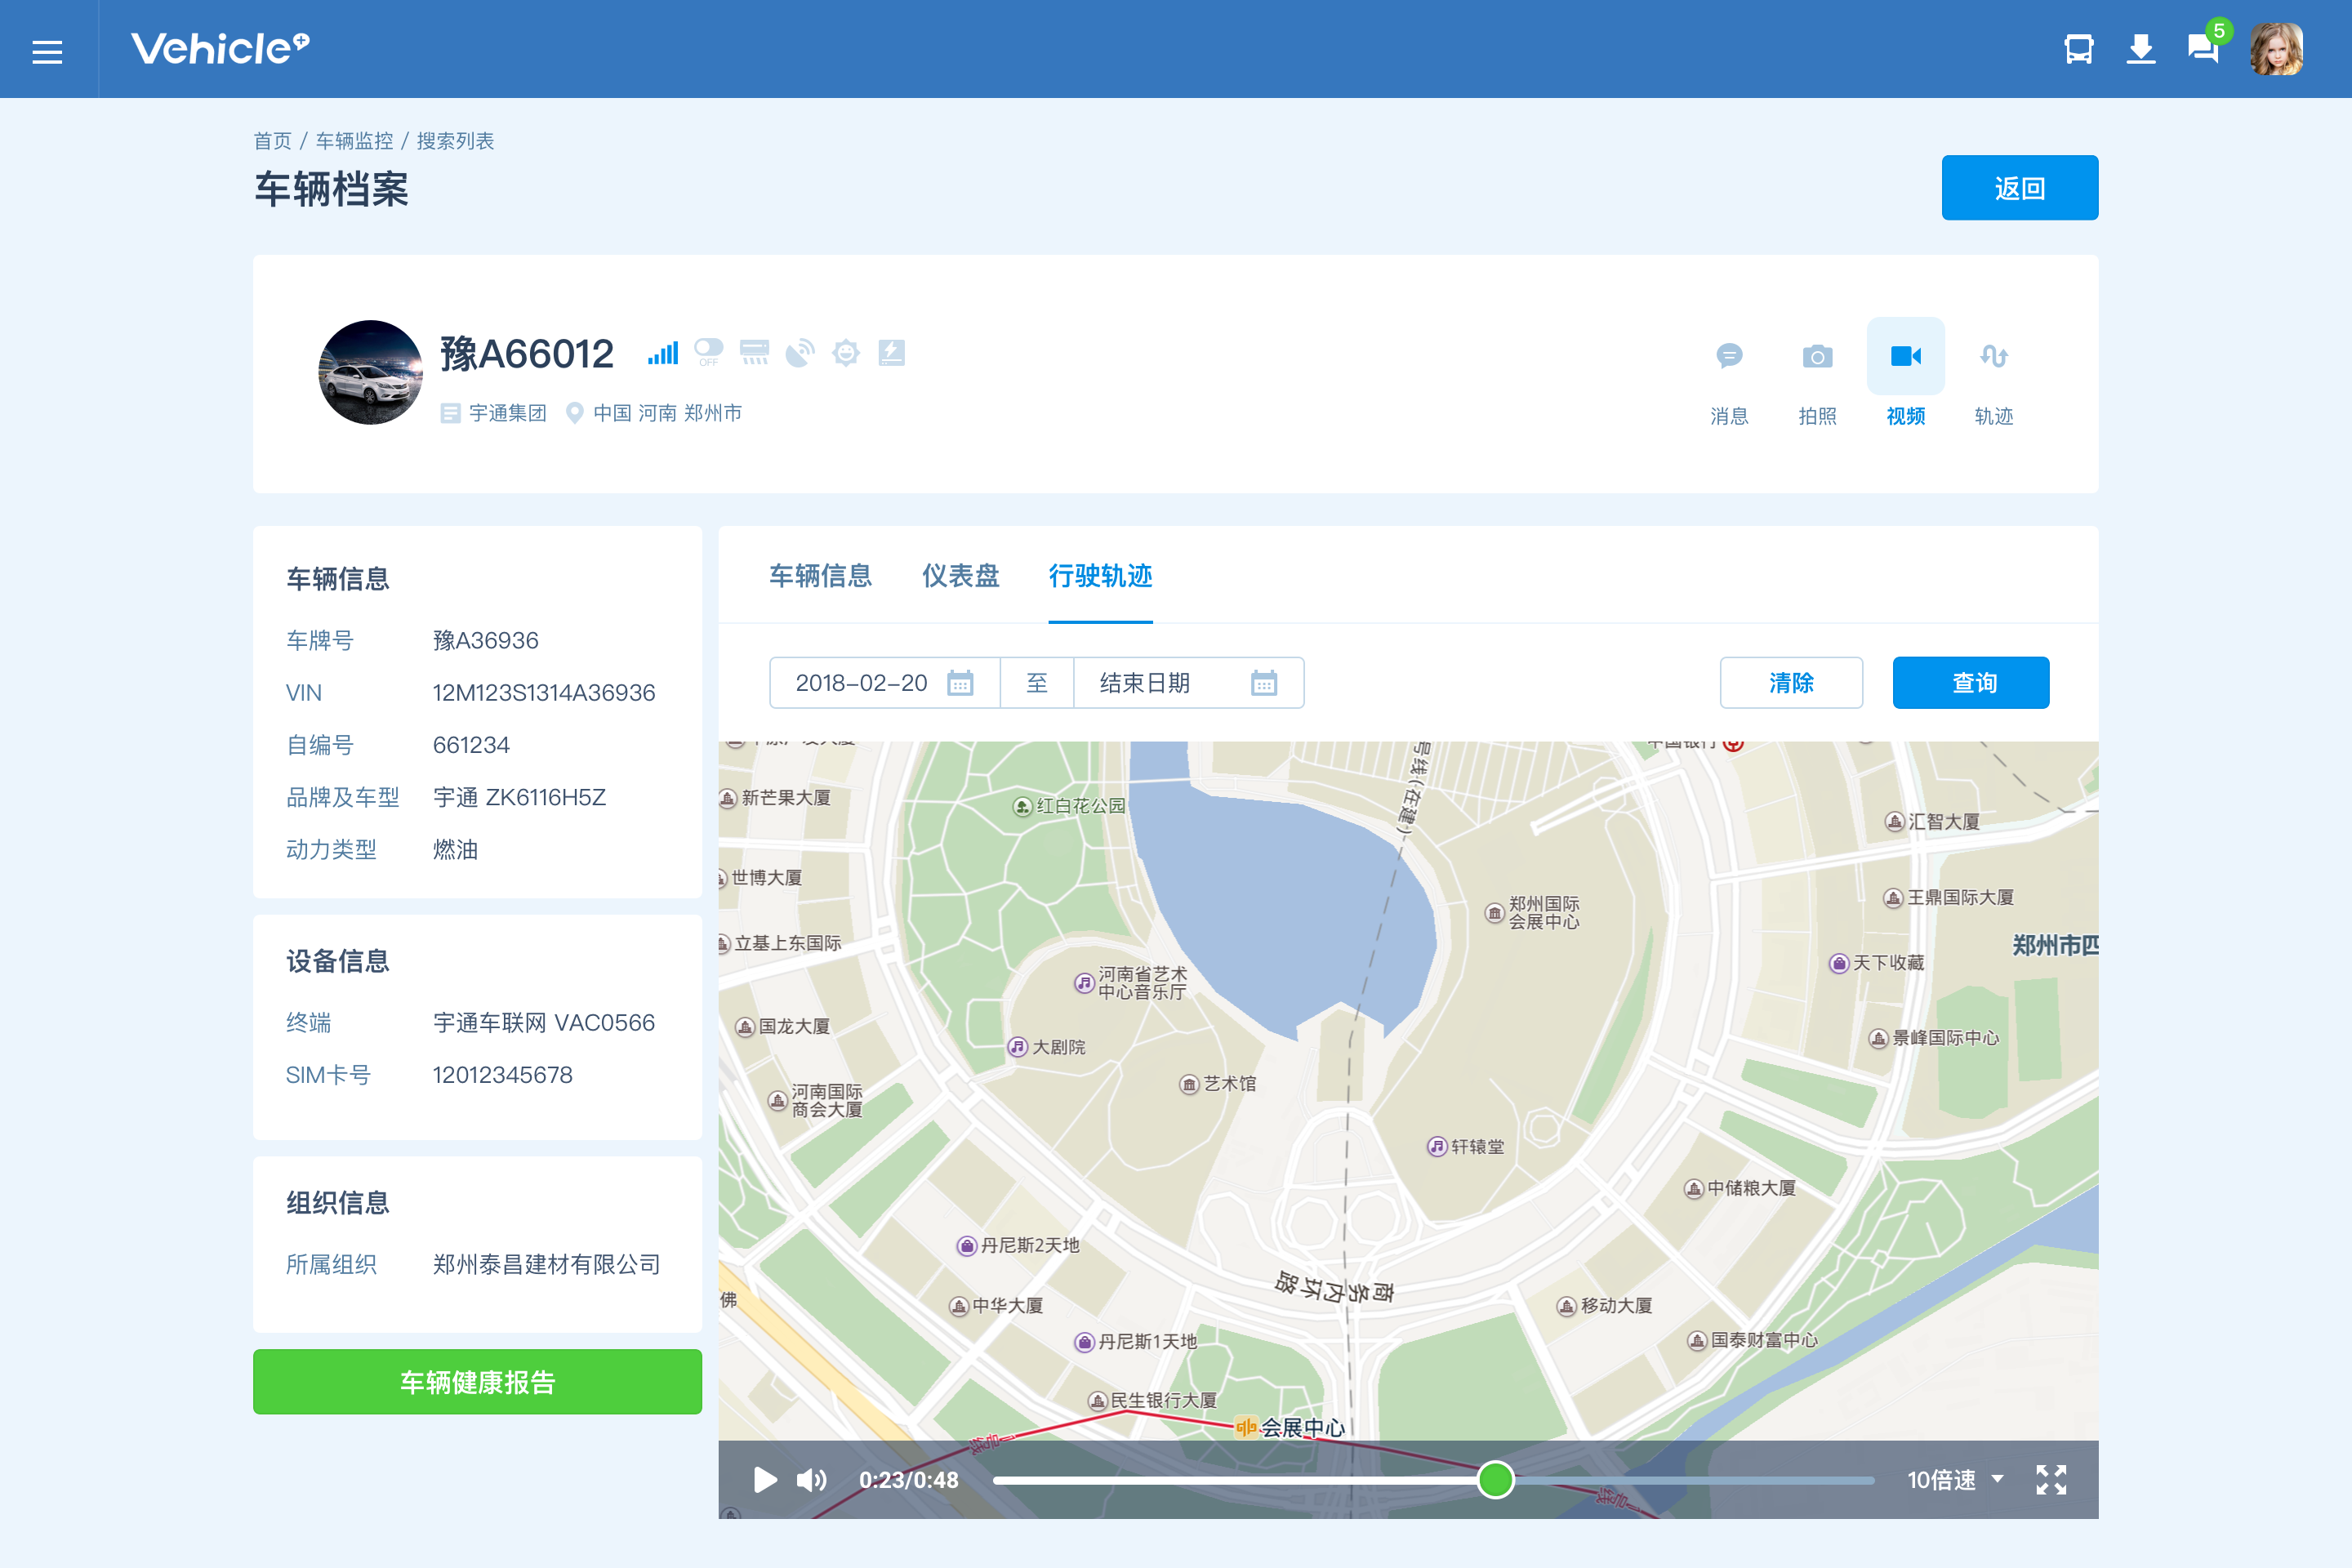 Vehicle+
5
首页 / 车辆监控 / 搜索列表
车辆档案
返回
豫A66012
OFF
宇通集团 中国 河南 郑州市
消息 拍照 视频 轨迹
车辆信息
车牌号 豫A36936
VIN 12M123S1314A36936
自编号 661234
品牌及车型 宇通 ZK6116H5Z
动力类型 燃油
设备信息
终端 宇通车联网 VAC0566
SIM卡号 12012345678
组织信息
所属组织 郑州泰昌建材有限公司
车辆健康报告
车辆信息 仪表盘 行驶轨迹
2018-02-20 至 结束日期
清除 查询
中国银行
号线(在建)
新芒果大厦
红白花公园
汇智大厦
世博大厦
王鼎国际大厦
郑州国际
会展中心
立基上东国际
郑州市四
天下收藏
河南省艺术
中心音乐厅
国龙大厦
大剧院
景峰国际中心
艺术馆
河南国际
商会大厦
轩辕堂
中储粮大厦
丹尼斯2天地
商务内环路
佛
中华大厦
移动大厦
丹尼斯1天地
国泰财富中心
民生银行大厦
会展中心
号线
0:23/0:48
10倍速
号线